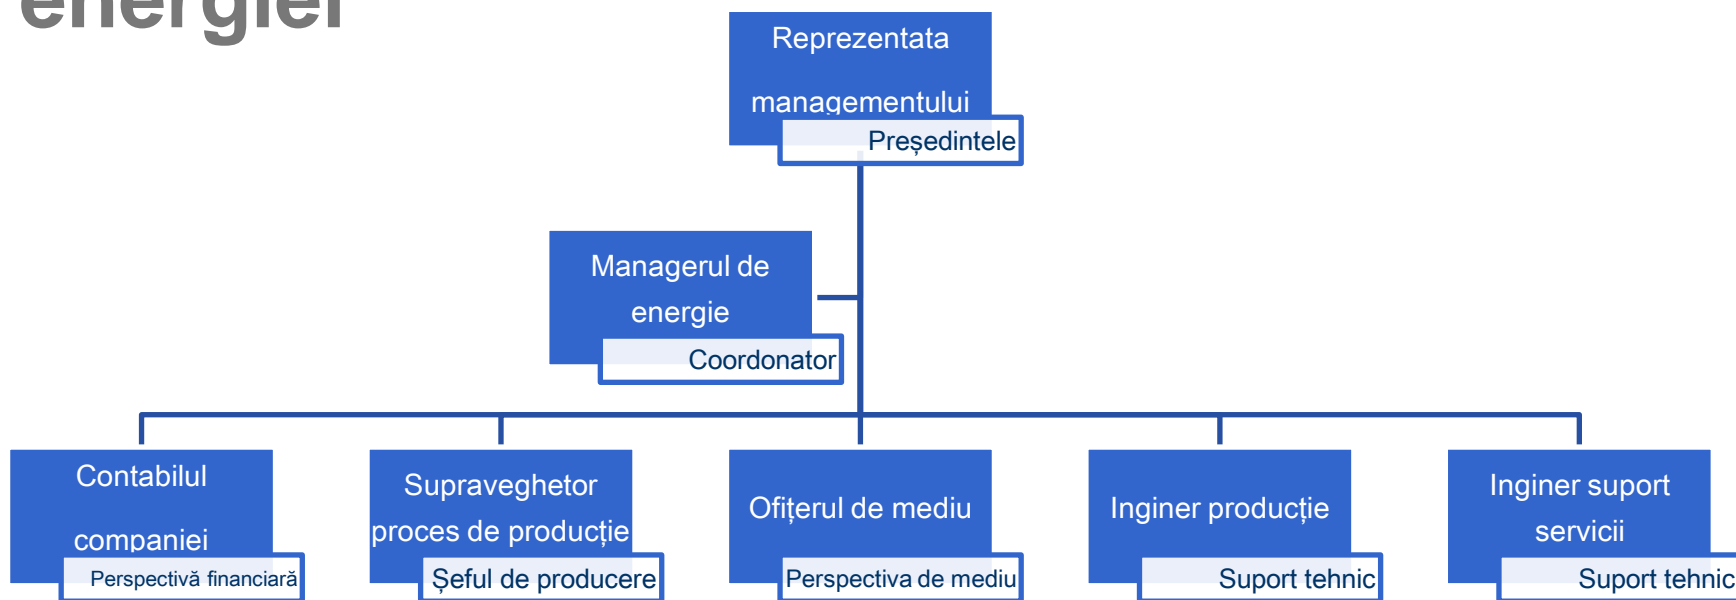 energiei
Reprezentata
managementului
Președintele
Managerul de
energie
Coordonator
Contabilul
companiei
Perspectivă financiară
Supraveghetor
proces de producție
Șeful de producere
Ofițerul de mediu
Perspectiva de mediu
Inginer producție
Suport tehnic
Inginer suport
servicii
Suport tehnic